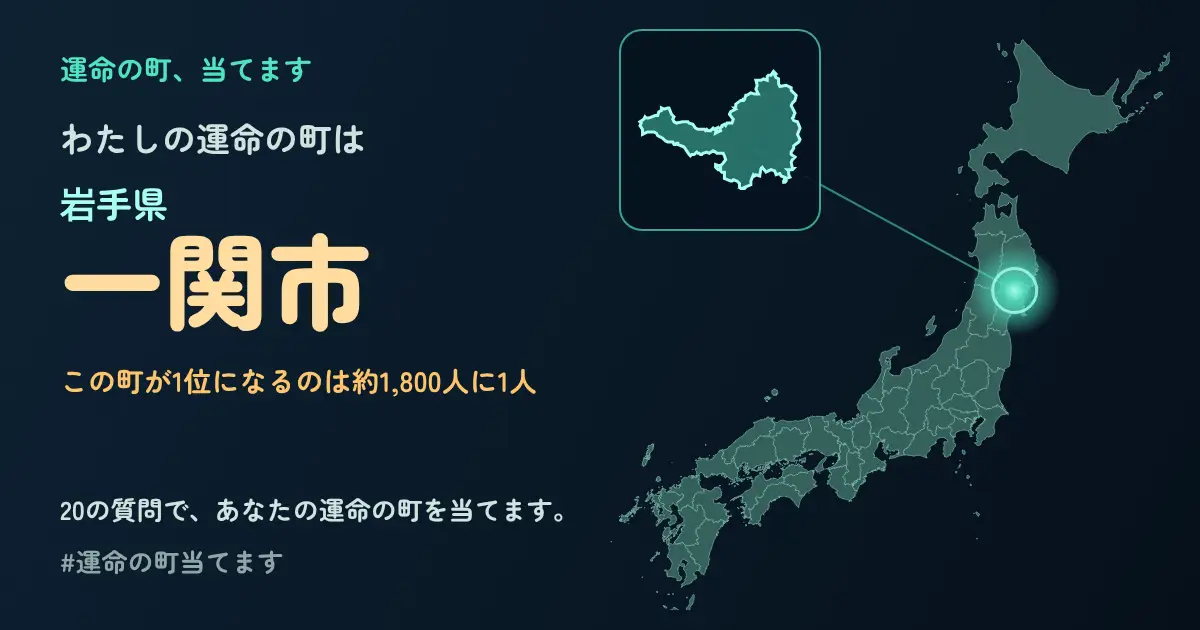 運命の町、当てます
わたしの運命の町は
岩手県
一関市
この町が1位になるのは約1,800人に1人
20の質問で、あなたの運命の町を当てます。
#運命の町当てます